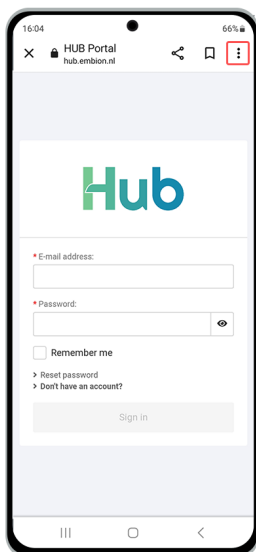 16:04
66%
HUB Portal
hub.embion.nl
Hub
* E-mail address:
* Password:
Remember me
Reset password
Don't have an account?
Sign in